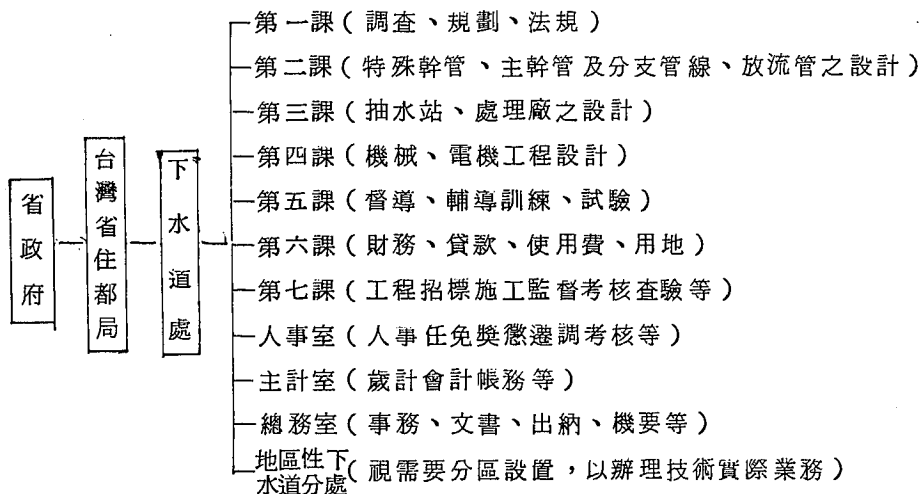 省政府
台灣省住都局
下水道處
第一課(調查、規劃、法規)
第二課(特殊幹管、主幹管及分支管線、放流管之設計)
第三課(抽水站、處理廠之設計)
第四課(機械、電機工程設計)
第五課(督導、輔導訓練、試驗)
第六課(財務、貸款、使用費、用地)
第七課(工程招標施工監督考核查驗等)
人事室(人事任免獎懲遷調考核等)
主計室(歲計會計帳務等)
總務室(事務、文書、出納、機要等)
地區性下水道分處(視需要分區設置,以辦理技術實際業務)